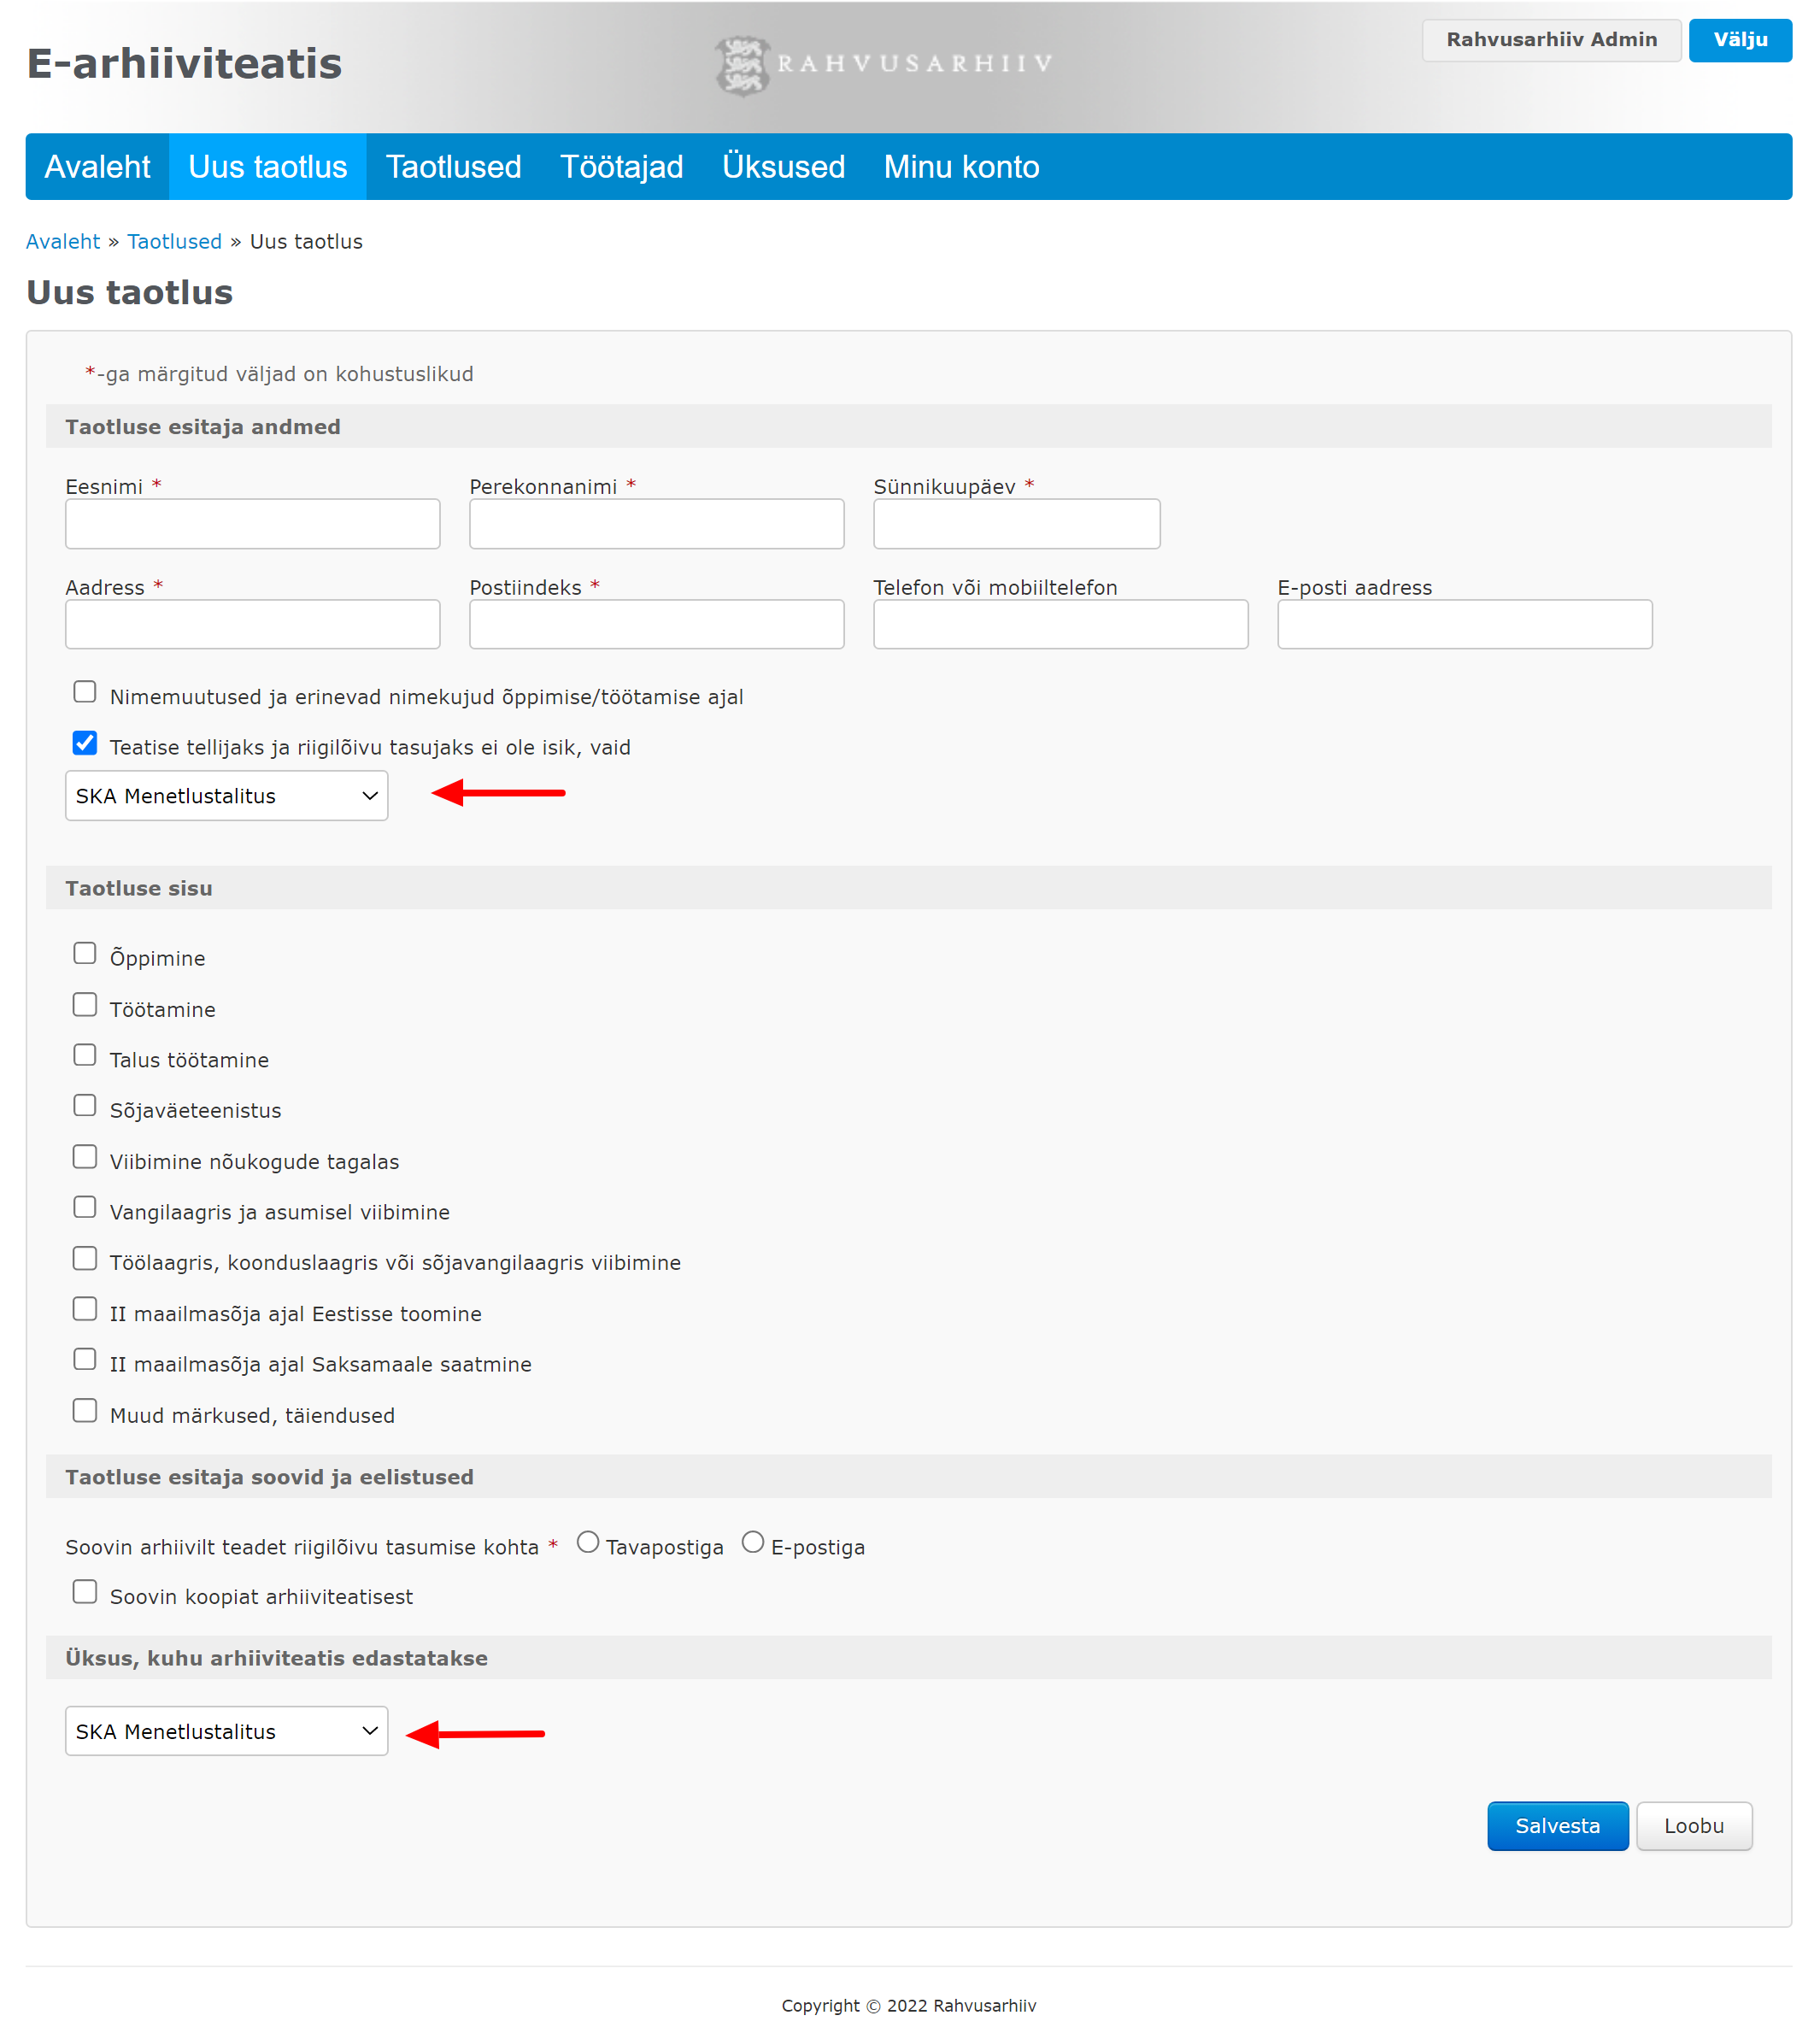 E-arhiiviteatis
RAHVUSARHIIV
Rahvusarhiiv Admin Välju
Avaleht Uus taotlus Taotlused Töötajad Üksused Minu konto
Avaleht » Taotlused » Uus taotlus
Uus taotlus
*-ga märgitud väljad on kohustuslikud
Taotluse esitaja andmed
Eesnimi * Perekonnanimi * Sünnikuupäev *
Aadress * Postiindeks * Telefon või mobiiltelefon E-posti aadress
Nimemuutused ja erinevad nimekujud õppimise/töötamise ajal
Teatise tellijaks ja riigilõivu tasujaks ei ole isik, vaid
SKA Menetlustalitus
Taotluse sisu
Õppimine
Töötamine
Talus töötamine
Sõjaväeteenistus
Viibimine nõukogude tagalas
Vangilaagris ja asumisel viibimine
Töölaagris, koonduslaagris või sõjavangilaagris viibimine
II maailmasõja ajal Eestisse toomine
II maailmasõja ajal Saksamaale saatmine
Muud märkused, täiendused
Taotluse esitaja soovid ja eelistused
Soovin arhiivilt teadet riigilõivu tasumise kohta * Tavapostiga E-postiga
Soovin koopiat arhiiviteatisest
Üksus, kuhu arhiiviteatis edastatakse
SKA Menetlustalitus
Salvesta Loobu
Copyright © 2022 Rahvusarhiiv